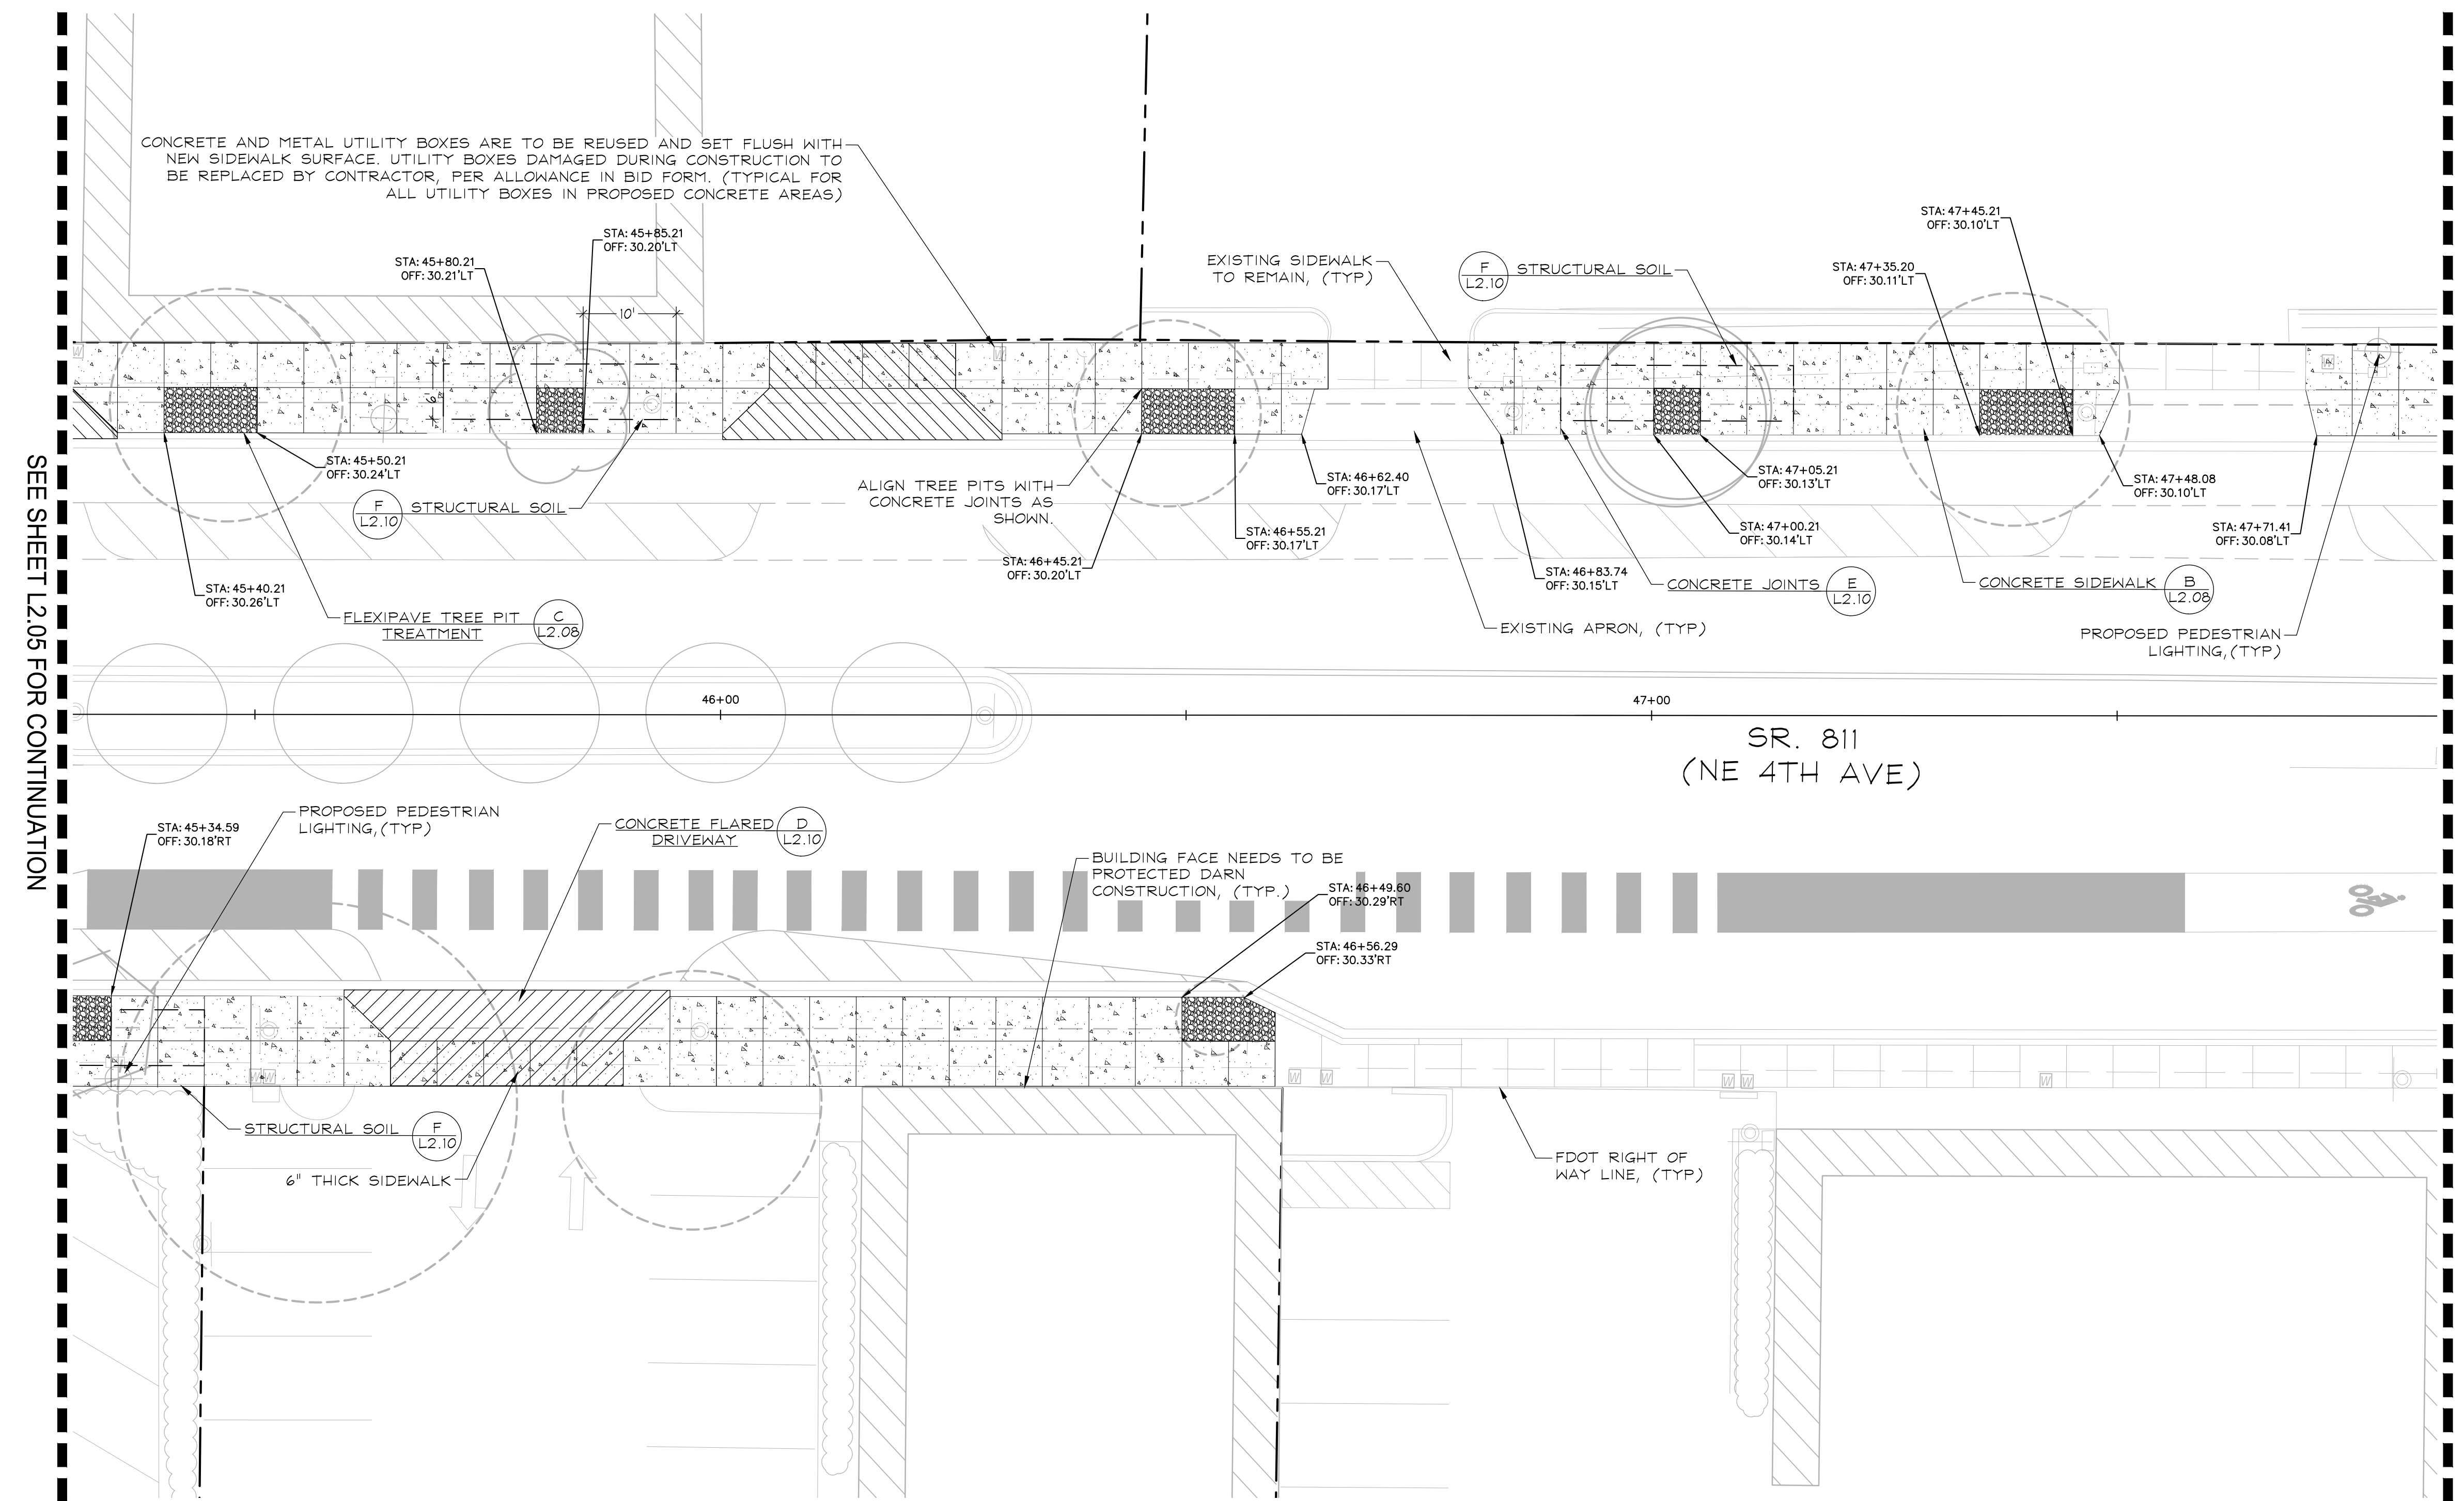 CONCRETE AND METAL UTILITY BOXES ARE TO BE REUSED AND SET FLUSH WITH
NEW SIDEWALK SURFACE. UTILITY BOXES DAMAGED DURING CONSTRUCTION TO
BE REPLACED BY CONTRACTOR, PER ALLOWANCE IN BID FORM. (TYPICAL FOR
ALL UTILITY BOXES IN PROPOSED CONCRETE AREAS)
STA: 45+80.21
OFF: 30.21'LT
STA: 45+85.21
OFF: 30.20'LT
10'
6'
EXISTING SIDEWALK
TO REMAIN, (TYP)
F
L2.10
STRUCTURAL SOIL
STA: 47+35.20
OFF: 30.11'LT
STA: 47+45.21
OFF: 30.10'LT
W
W
W
STA: 45+50.21
OFF: 30.24'LT
F
L2.10
STRUCTURAL SOIL
STA: 45+40.21
OFF: 30.26'LT
FLEXIPAVE TREE PIT
TREATMENT
C
L2.08
ALIGN TREE PITS WITH
CONCRETE JOINTS AS
SHOWN.
STA: 46+45.21
OFF: 30.20'LT
STA: 46+55.21
OFF: 30.17'LT
STA: 46+62.40
OFF: 30.17'LT
STA: 46+83.74
OFF: 30.15'LT
EXISTING APRON, (TYP)
STA: 47+05.21
OFF: 30.13'LT
STA: 47+00.21
OFF: 30.14'LT
CONCRETE JOINTS
E
L2.10
STA: 47+48.08
OFF: 30.10'LT
STA: 47+71.41
OFF: 30.08'LT
CONCRETE SIDEWALK
B
L2.08
PROPOSED PEDESTRIAN
LIGHTING,(TYP)
SEE SHEET L2.05 FOR CONTINUATION
46+00
47+00
SR. 811
(NE 4TH AVE)
STA: 45+34.59
OFF: 30.18'RT
PROPOSED PEDESTRIAN
LIGHTING,(TYP)
CONCRETE FLARED
DRIVEWAY
D
L2.10
BUILDING FACE NEEDS TO BE
PROTECTED DARN
CONSTRUCTION, (TYP.)
STA: 46+49.60
OFF: 30.29'RT
STA: 46+56.29
OFF: 30.33'RT
W W
W
W
W
W
W
STRUCTURAL SOIL
F
L2.10
6" THICK SIDEWALK
FDOT RIGHT OF
WAY LINE, (TYP)